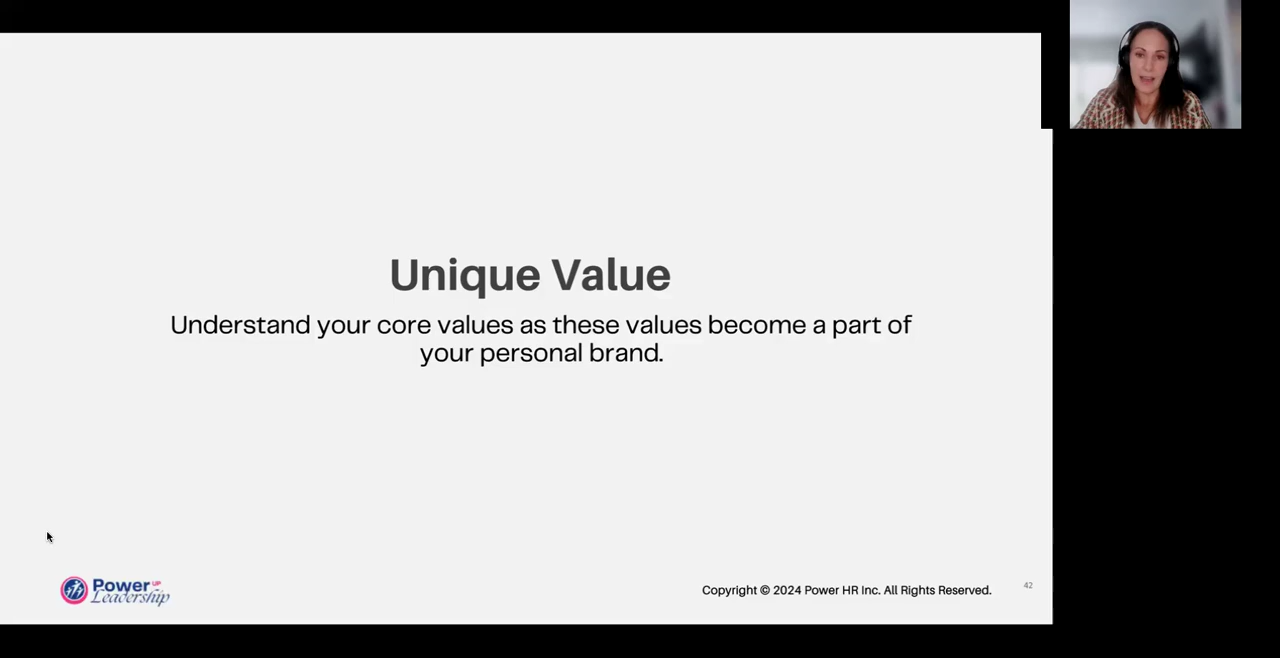 Unique Value
Understand your core values as these values become a part of
your personal brand.
Power UP
Leadership
Copyright © 2024 Power HR Inc. All Rights Reserved.
42